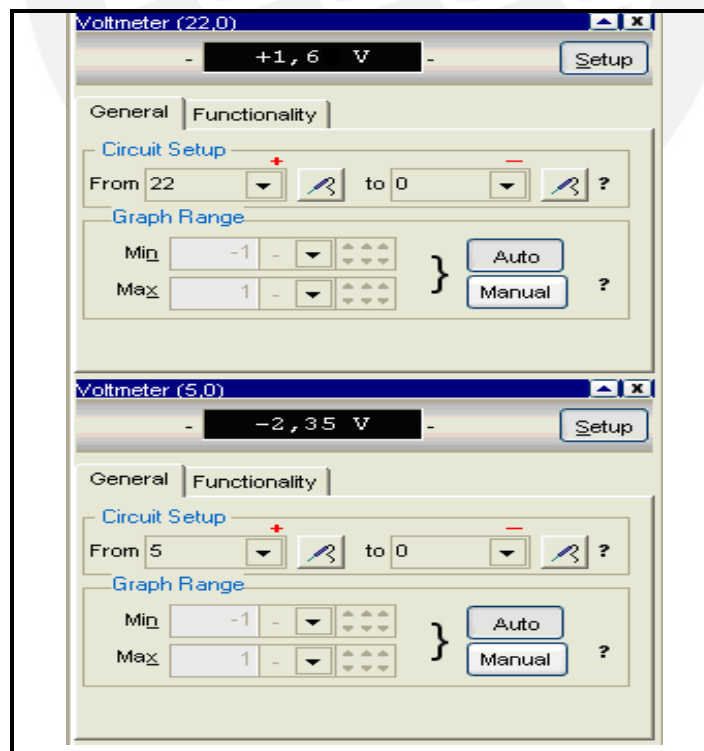 Voltmeter (22,0)
- +1,6 V - Setup
General Functionality
Circuit Setup
+ −
From 22 to 0 ?
Graph Range
Min -1 - Auto
Max 1 - Manual ?
Voltmeter (5,0)
- −2,35 V - Setup
General Functionality
Circuit Setup
+ −
From 5 to 0 ?
Graph Range
Min -1 - Auto
Max 1 - Manual ?